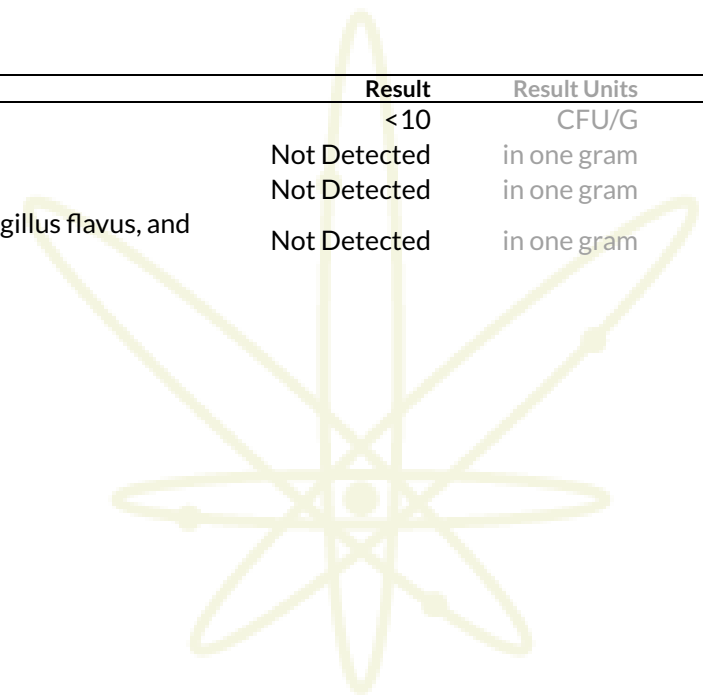 Result Result Units
<10 CFU/G
Not Detected in one gram
Not Detected in one gram
gillus flavus, and
Not Detected in one gram